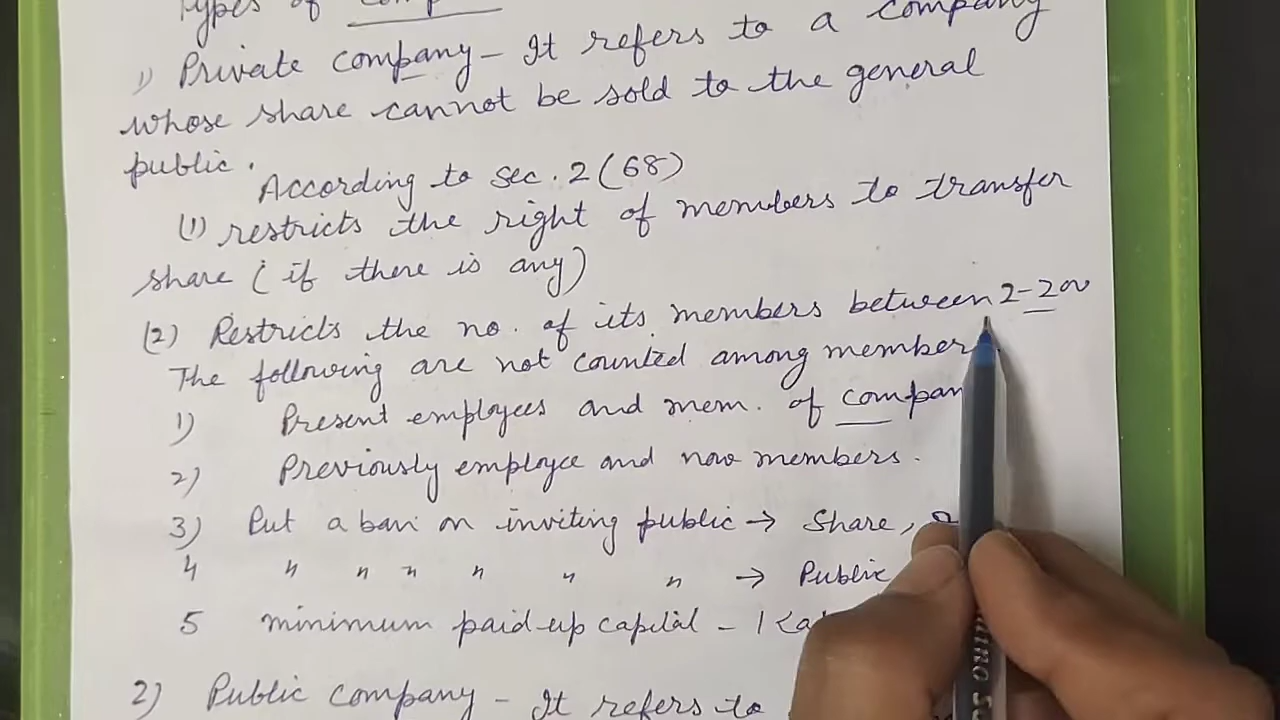 Types of Comp
1) Private company - It refers to a company
whose share cannot be sold to the general
public.
According to sec. 2 (68)
(1) restricts the right of members to transfer
share (if there is any)
(2) Restricts the no. of its members between 2-200
The following are not counted among member
1) Present employees and mem. of compan
2) Previously employee and now members.
3) Put a ban on inviting public → Share,
4 " " " " " " → Public
5 minimum paid-up capital - 1 La
2) Public company - It refers to